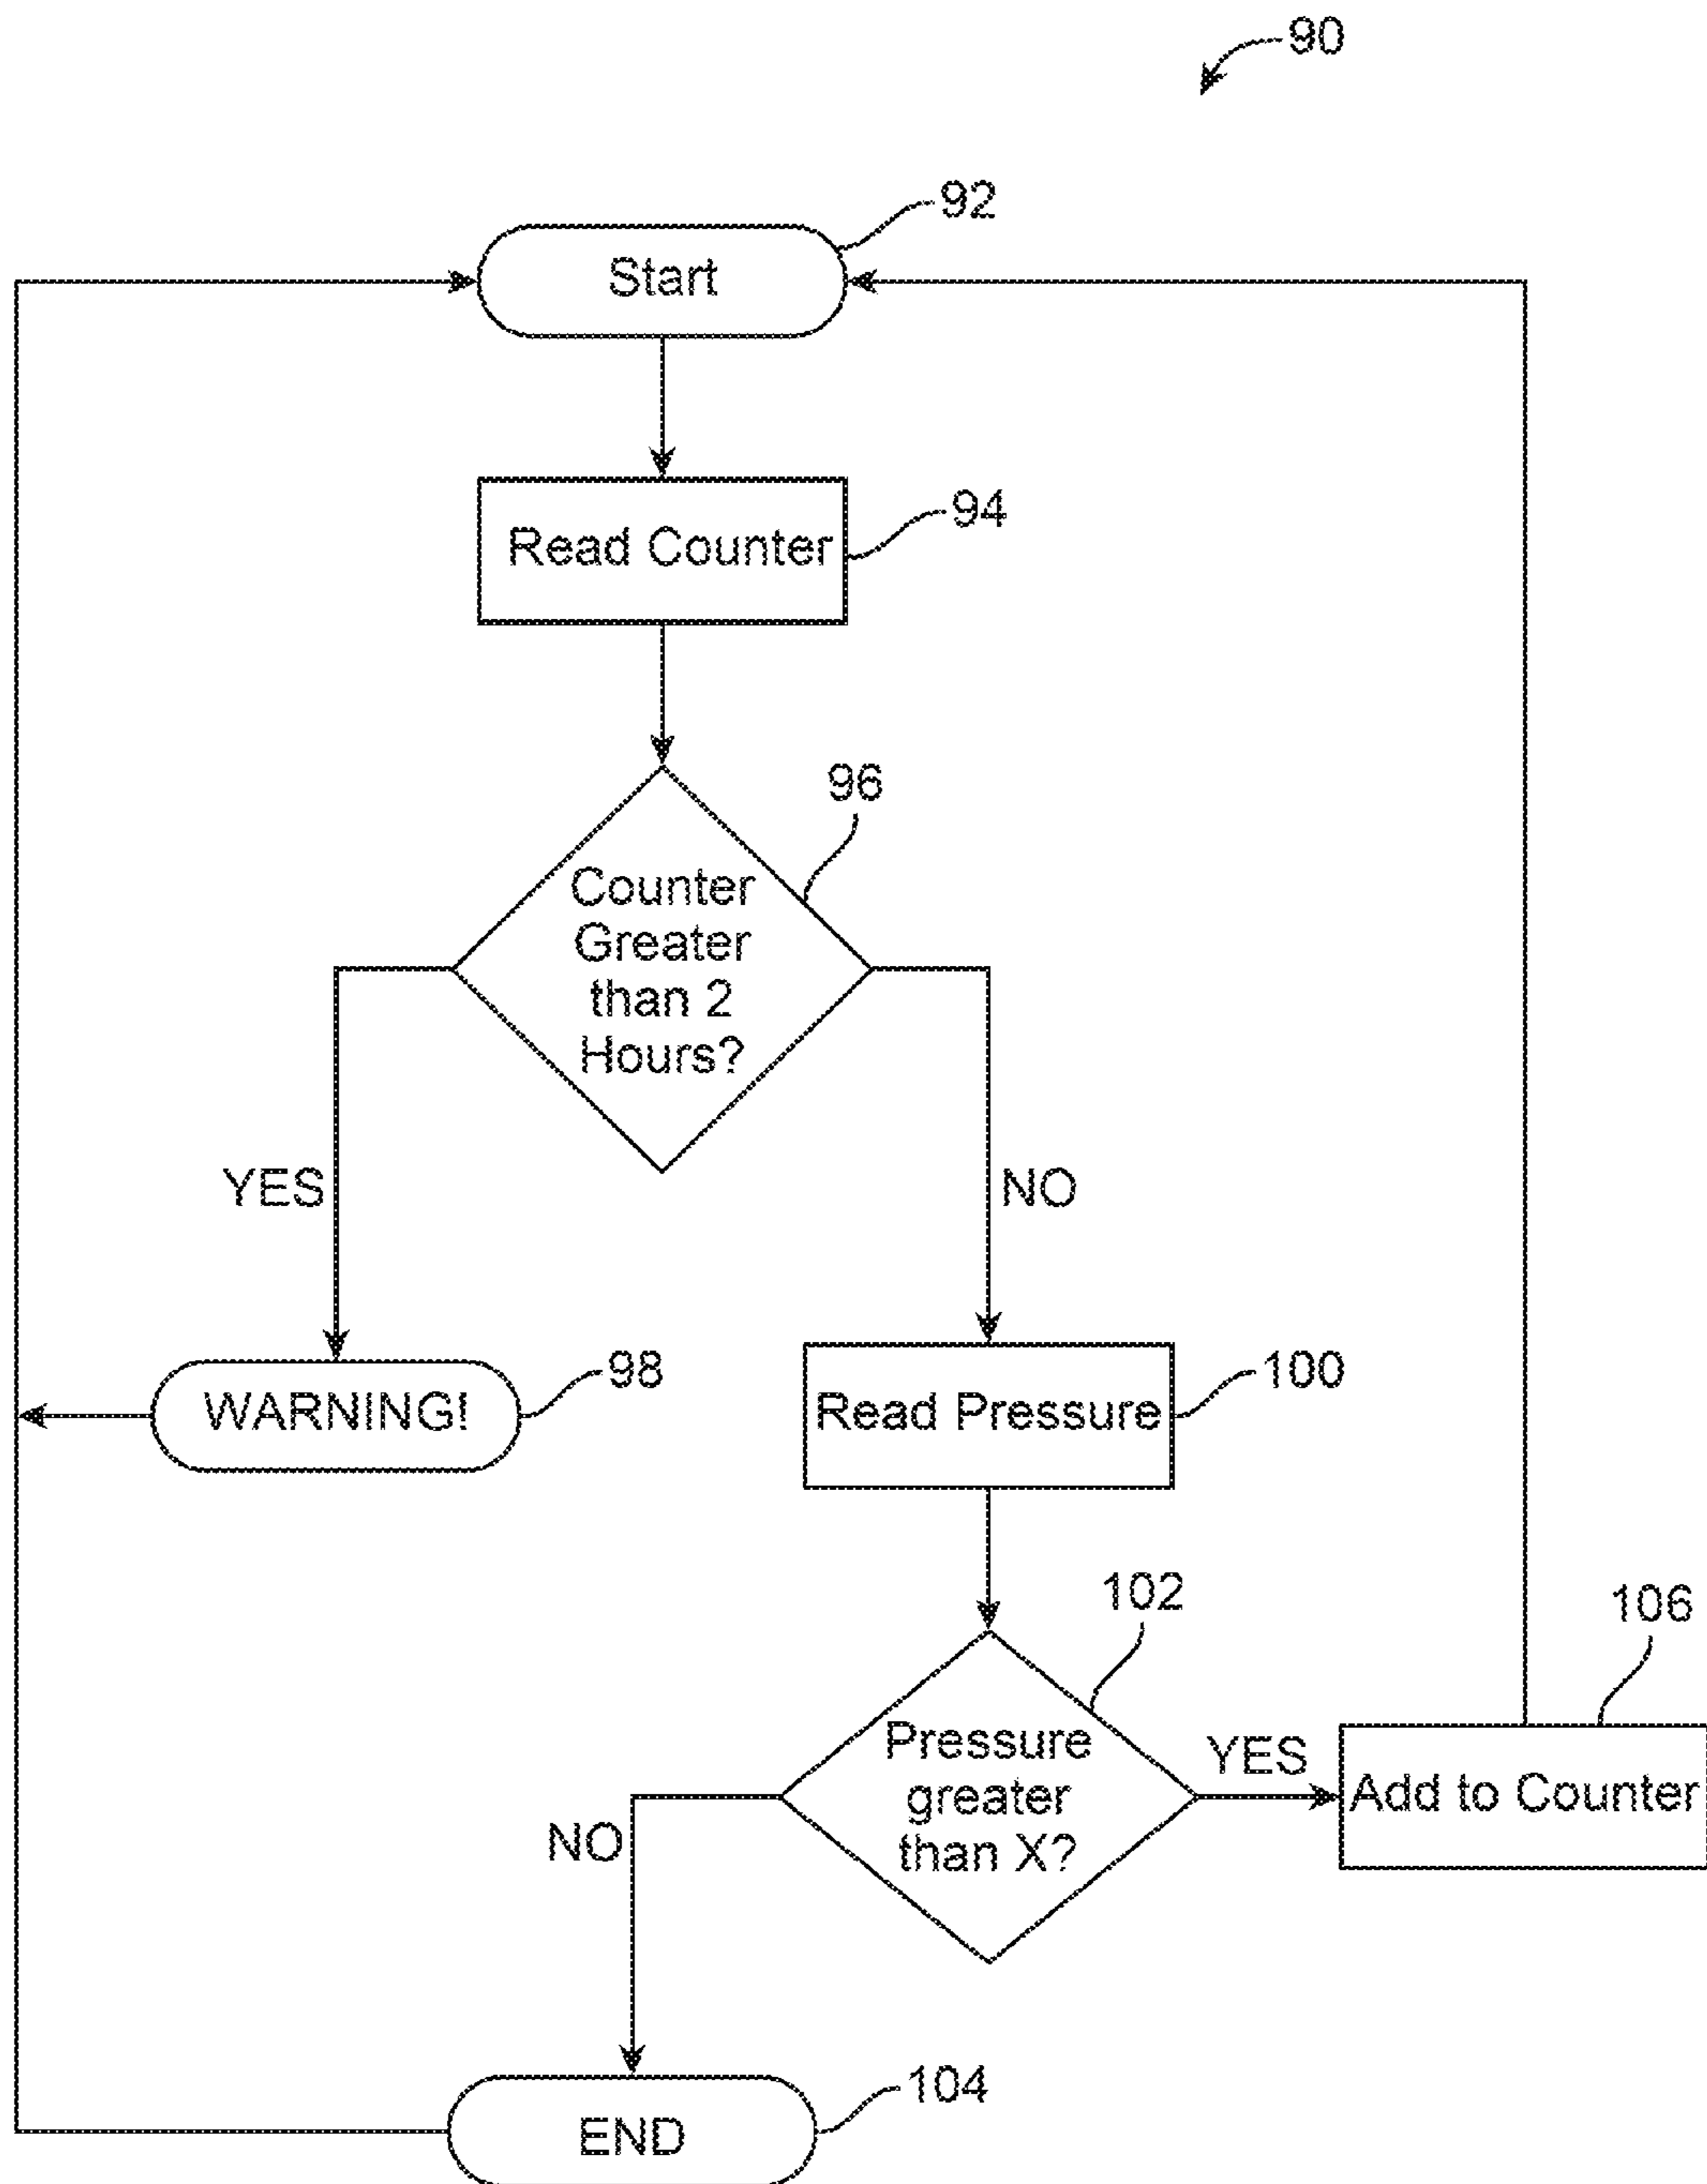 90
92
Start
94
Read Counter
96
Counter
Greater
than 2
Hours?
YES
NO
98
WARNING!
100
Read Pressure
102
106
Pressure
greater
than X?
YES
Add to Counter
NO
104
END